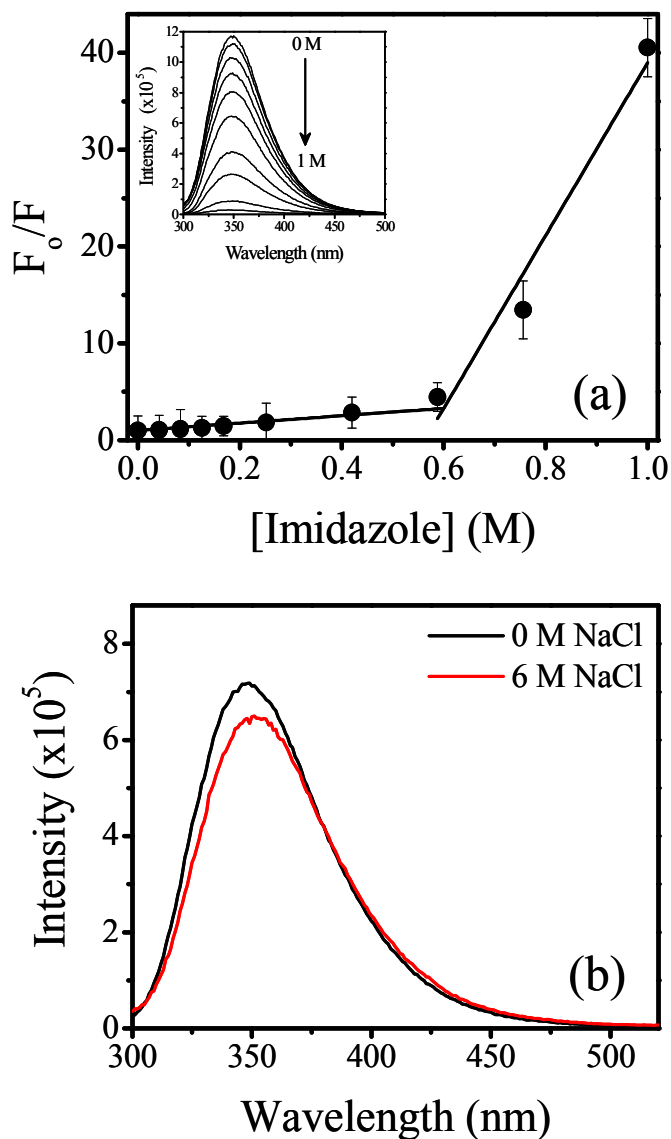 40
30
20
10
0
F₀/F
12
10
8
6
4
2
0
Intensity (x10⁵)
0 M
1 M
300 350 400 450 500
Wavelength (nm)
(a)
0.0 0.2 0.4 0.6 0.8 1.0
[Imidazole] (M)
8
6
4
2
0
Intensity (x10⁵)
0 M NaCl
6 M NaCl
(b)
300 350 400 450 500
Wavelength (nm)